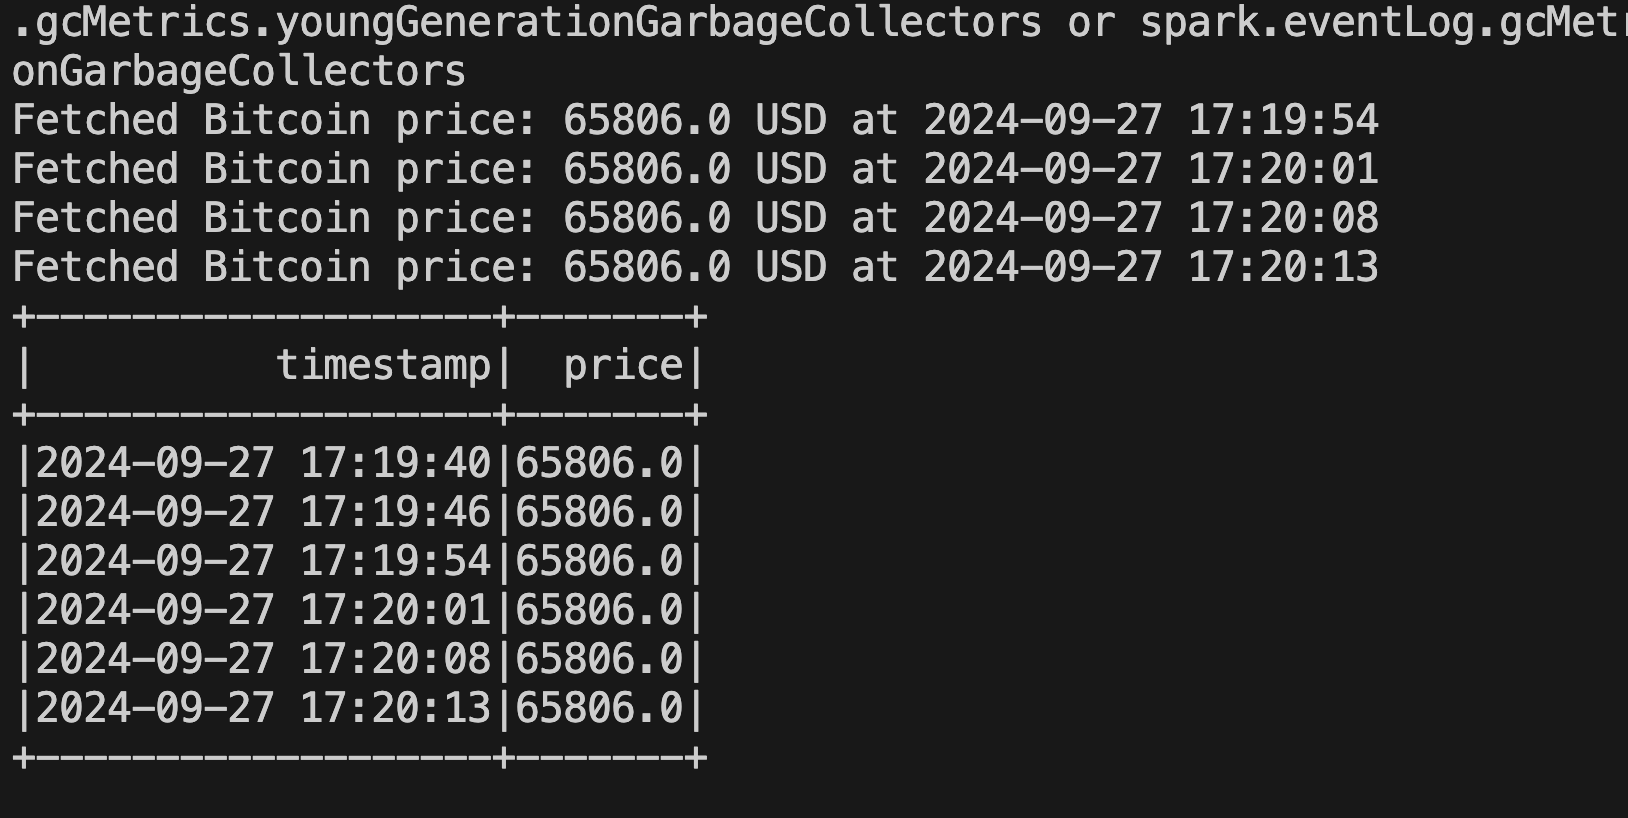 .gcMetrics.youngGenerationGarbageCollectors or spark.eventLog.gcMetr
onGarbageCollectors
Fetched Bitcoin price: 65806.0 USD at 2024-09-27 17:19:54
Fetched Bitcoin price: 65806.0 USD at 2024-09-27 17:20:01
Fetched Bitcoin price: 65806.0 USD at 2024-09-27 17:20:08
Fetched Bitcoin price: 65806.0 USD at 2024-09-27 17:20:13
+-------------------+-------+
|          timestamp|  price|
+-------------------+-------+
|2024-09-27 17:19:40|65806.0|
|2024-09-27 17:19:46|65806.0|
|2024-09-27 17:19:54|65806.0|
|2024-09-27 17:20:01|65806.0|
|2024-09-27 17:20:08|65806.0|
|2024-09-27 17:20:13|65806.0|
+-------------------+-------+